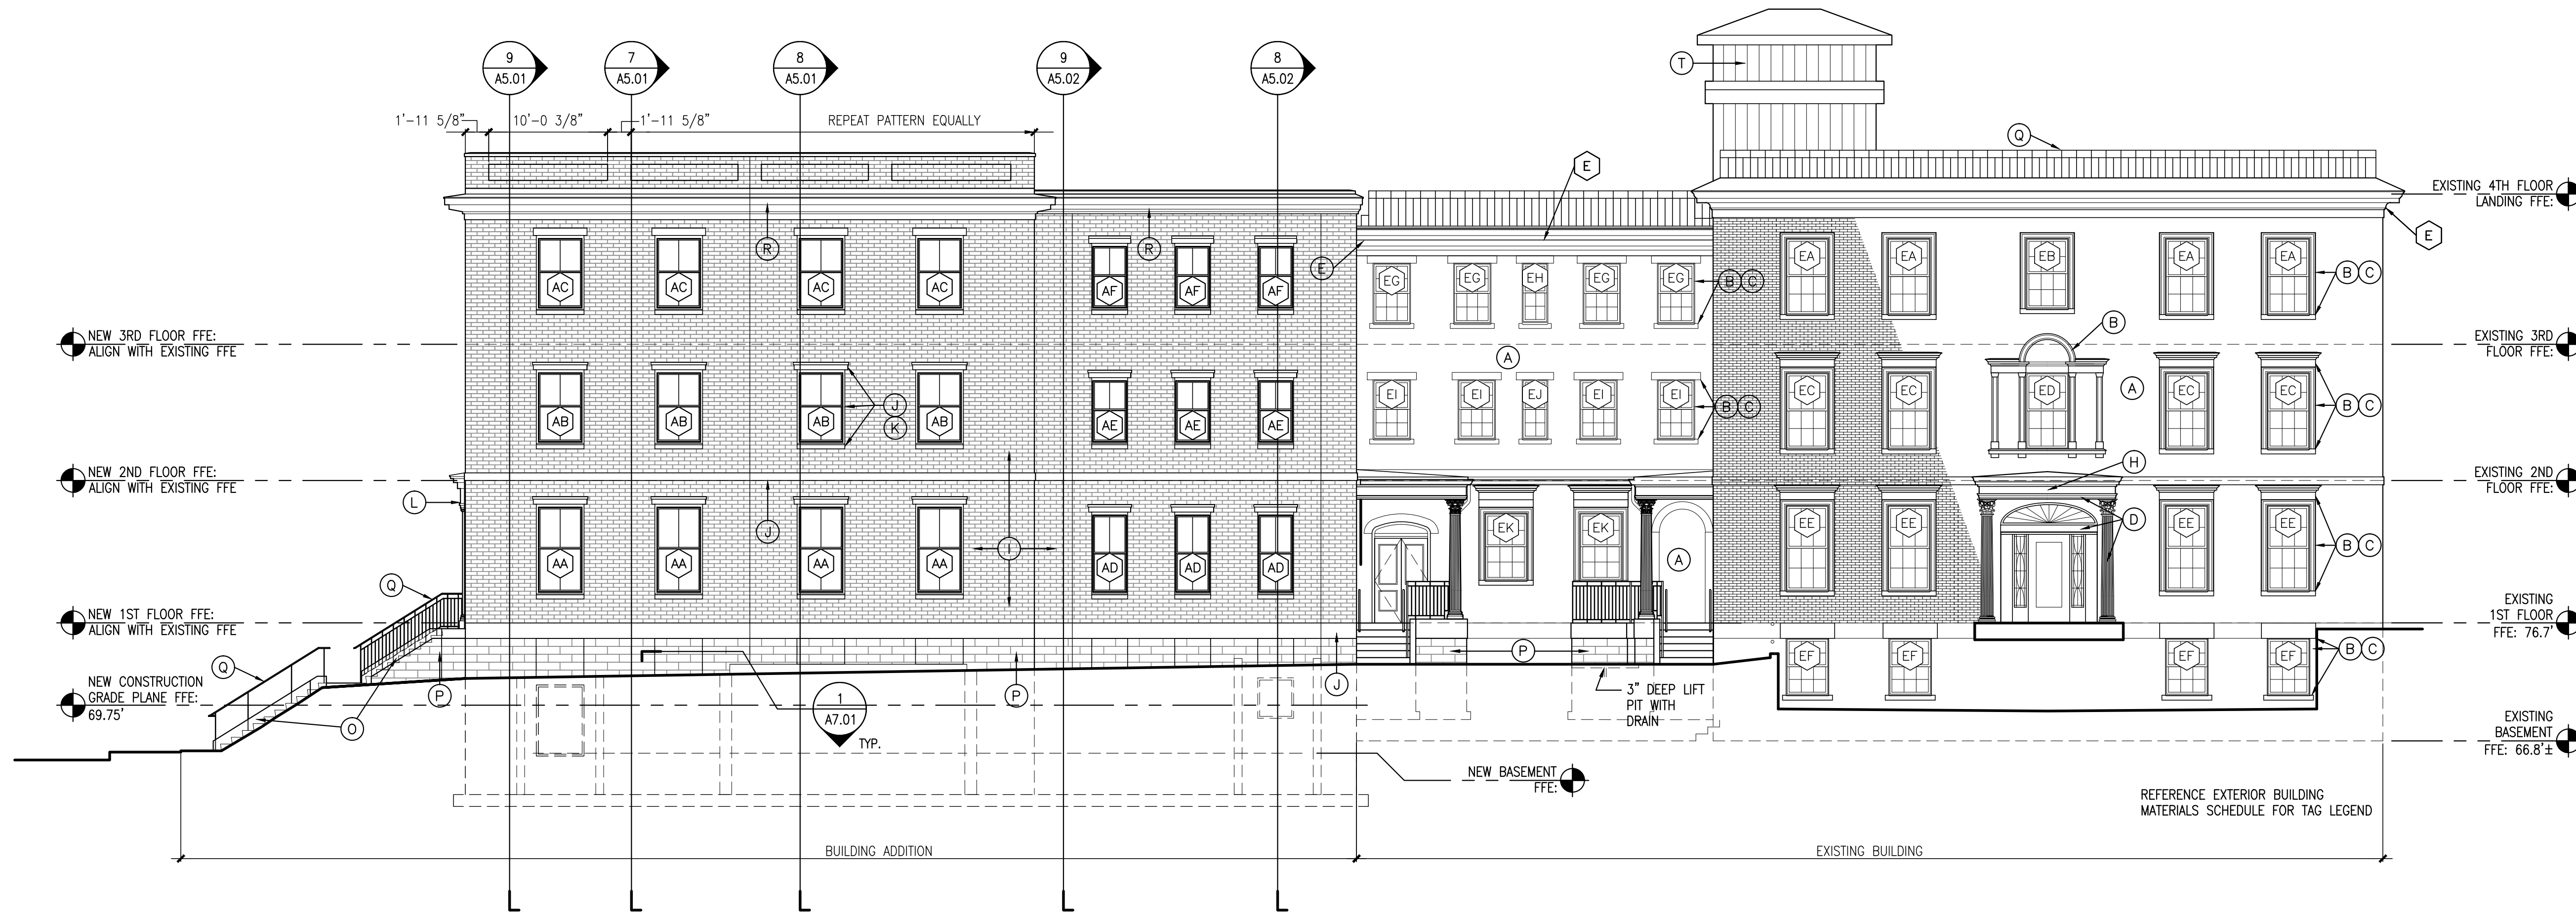 9
A5.01
7
A5.01
8
A5.01
9
A5.02
8
A5.02
T
1'-11 5/8"
10'-0 3/8"
1'-11 5/8"
REPEAT PATTERN EQUALLY
Q
E
EXISTING 4TH FLOOR
LANDING FFE:
E
R
R
E
AC
AC
AC
AC
AF
AF
AF
EG
EG
EH
EG
EG
B C
EA
EA
EB
EA
EA
B C
NEW 3RD FLOOR FFE:
ALIGN WITH EXISTING FFE
A
B
EXISTING 3RD
FLOOR FFE:
AB
AB
AB
AB
J
K
AE
AE
AE
EI
EI
EJ
EI
EI
B C
EC
EC
ED
A
EC
EC
B C
NEW 2ND FLOOR FFE:
ALIGN WITH EXISTING FFE
H
EXISTING 2ND
FLOOR FFE:
L
J
I
AA
AA
AA
AA
AD
AD
AD
EK
EK
A
EE
EE
D
EE
EE
B C
Q
NEW 1ST FLOOR FFE:
ALIGN WITH EXISTING FFE
EXISTING
1ST FLOOR
FFE: 76.7'
Q
P
P
P
J
EF
EF
EF
EF
B C
NEW CONSTRUCTION
GRADE PLANE FFE:
69.75'
O
1
A7.01
TYP.
3" DEEP LIFT
PIT WITH
DRAIN
EXISTING
BASEMENT
FFE: 66.8'±
NEW BASEMENT
FFE:
REFERENCE EXTERIOR BUILDING
MATERIALS SCHEDULE FOR TAG LEGEND
BUILDING ADDITION
EXISTING BUILDING